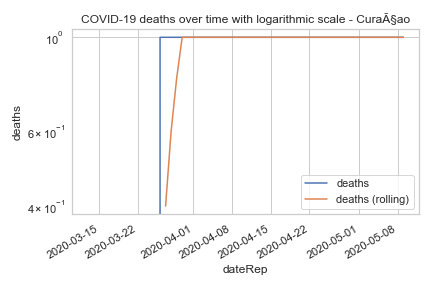 COVID-19 deaths over time with logarithmic scale - CuraÃ§ao
10⁰
6 × 10⁻¹
4 × 10⁻¹
deaths
deaths
deaths (rolling)
2020-03-15
2020-03-22
2020-04-01
2020-04-08
2020-04-15
2020-04-22
2020-05-01
2020-05-08
dateRep